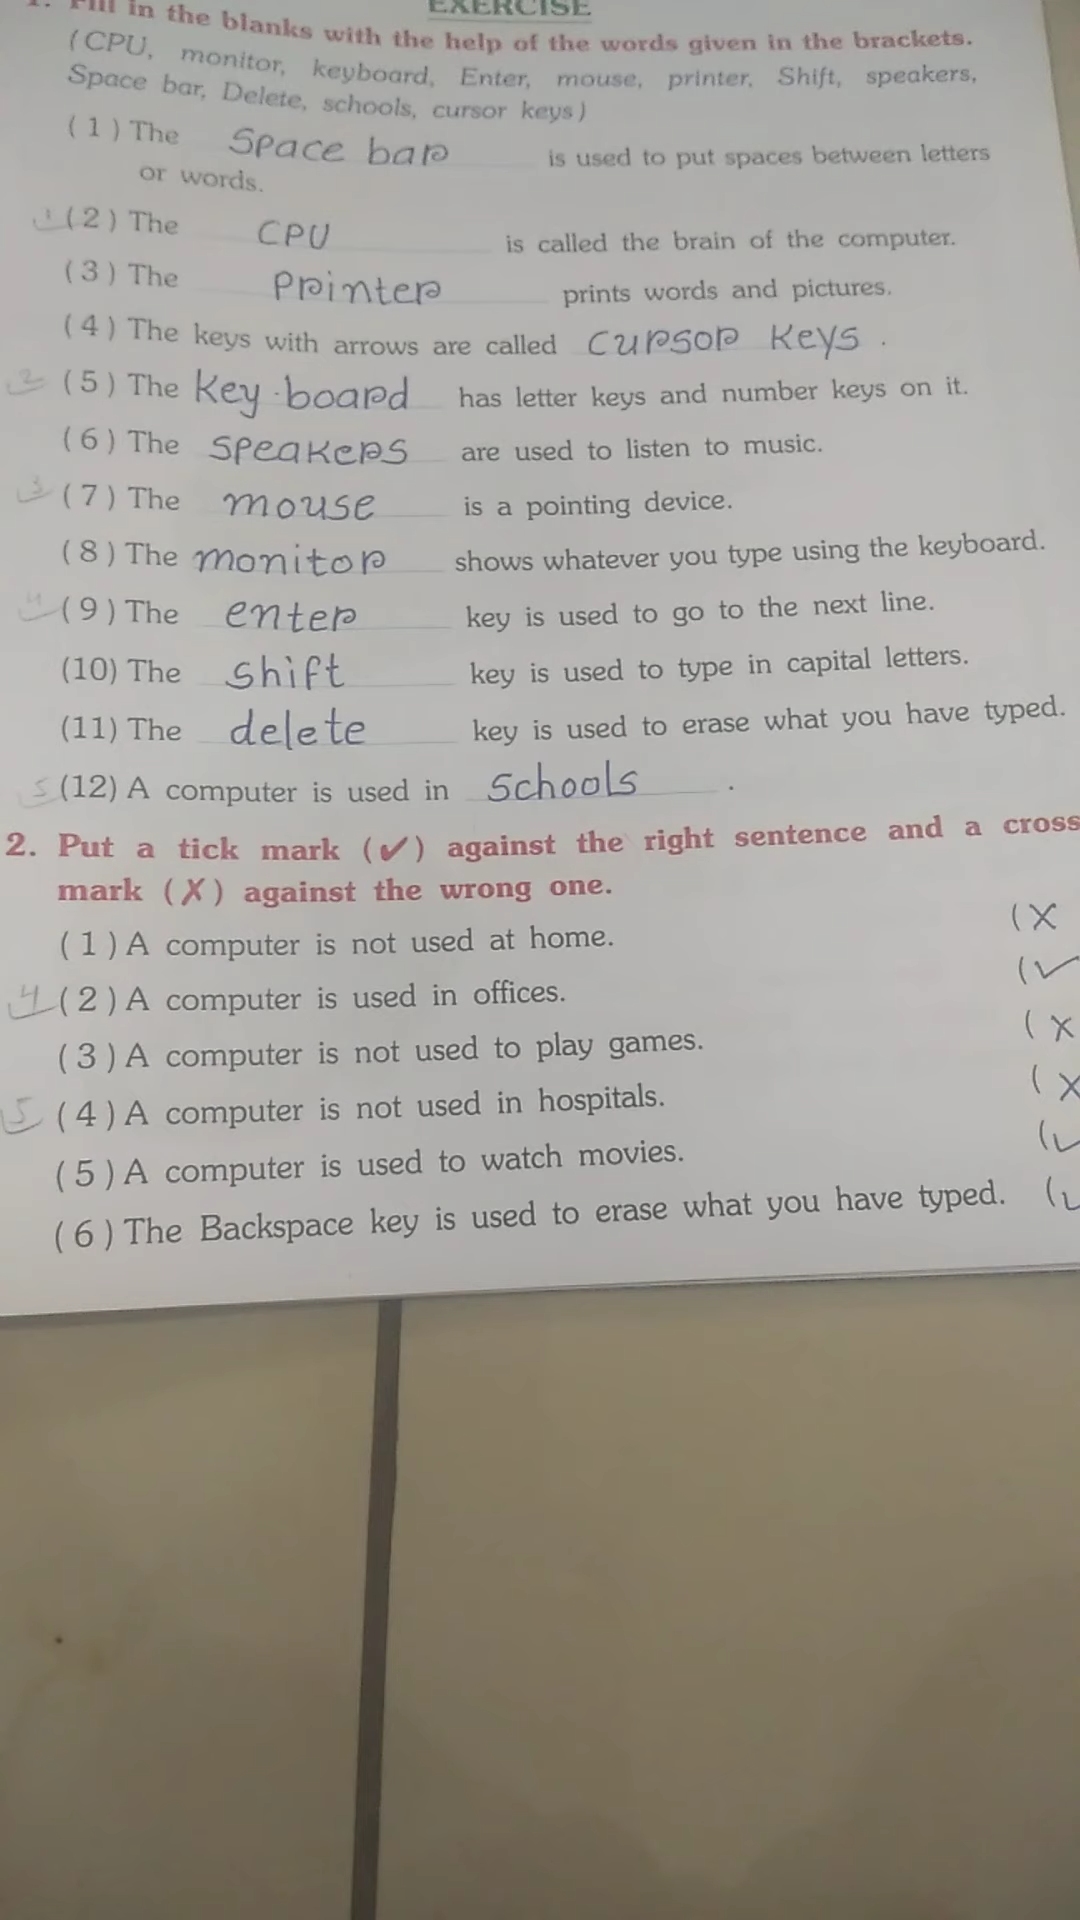 EXERCISE
1. Fill in the blanks with the help of the words given in the brackets.
(CPU, monitor, keyboard, Enter, mouse, printer, Shift, speakers,
Space bar, Delete, schools, cursor keys)
(1) The Space bar is used to put spaces between letters
or words.
1 (2) The CPU is called the brain of the computer.
(3) The Printer prints words and pictures.
(4) The keys with arrows are called cursor keys.
2 (5) The key board has letter keys and number keys on it.
(6) The speakers are used to listen to music.
3 (7) The mouse is a pointing device.
(8) The monitor shows whatever you type using the keyboard.
4 (9) The enter key is used to go to the next line.
(10) The shift key is used to type in capital letters.
(11) The delete key is used to erase what you have typed.
5 (12) A computer is used in schools.
2. Put a tick mark (✓) against the right sentence and a cross
mark (X) against the wrong one.
(1) A computer is not used at home. (X
4 (2) A computer is used in offices. (✓
(3) A computer is not used to play games. (X
5 (4) A computer is not used in hospitals. (X
(5) A computer is used to watch movies. (✓
(6) The Backspace key is used to erase what you have typed. (✓